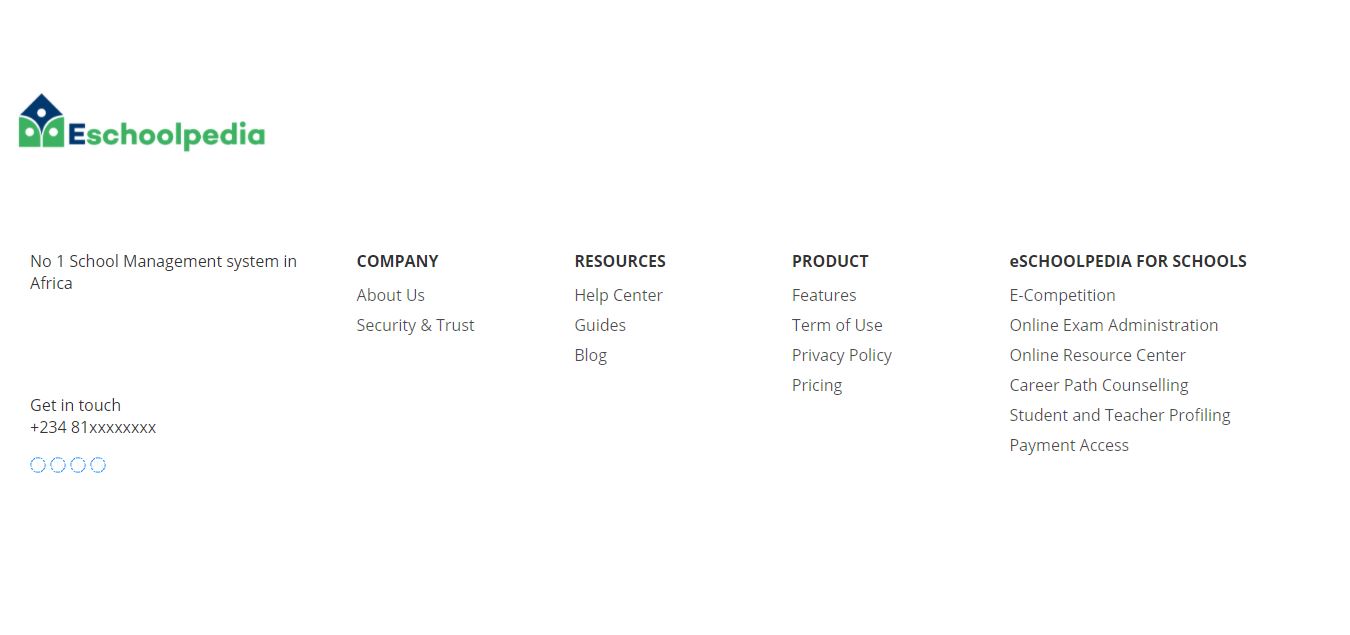 Eschoolpedia
No 1 School Management system in
Africa
Get in touch
+234 81xxxxxxxx
COMPANY
About Us
Security & Trust
RESOURCES
Help Center
Guides
Blog
PRODUCT
Features
Term of Use
Privacy Policy
Pricing
eSCHOOLPEDIA FOR SCHOOLS
E-Competition
Online Exam Administration
Online Resource Center
Career Path Counselling
Student and Teacher Profiling
Payment Access